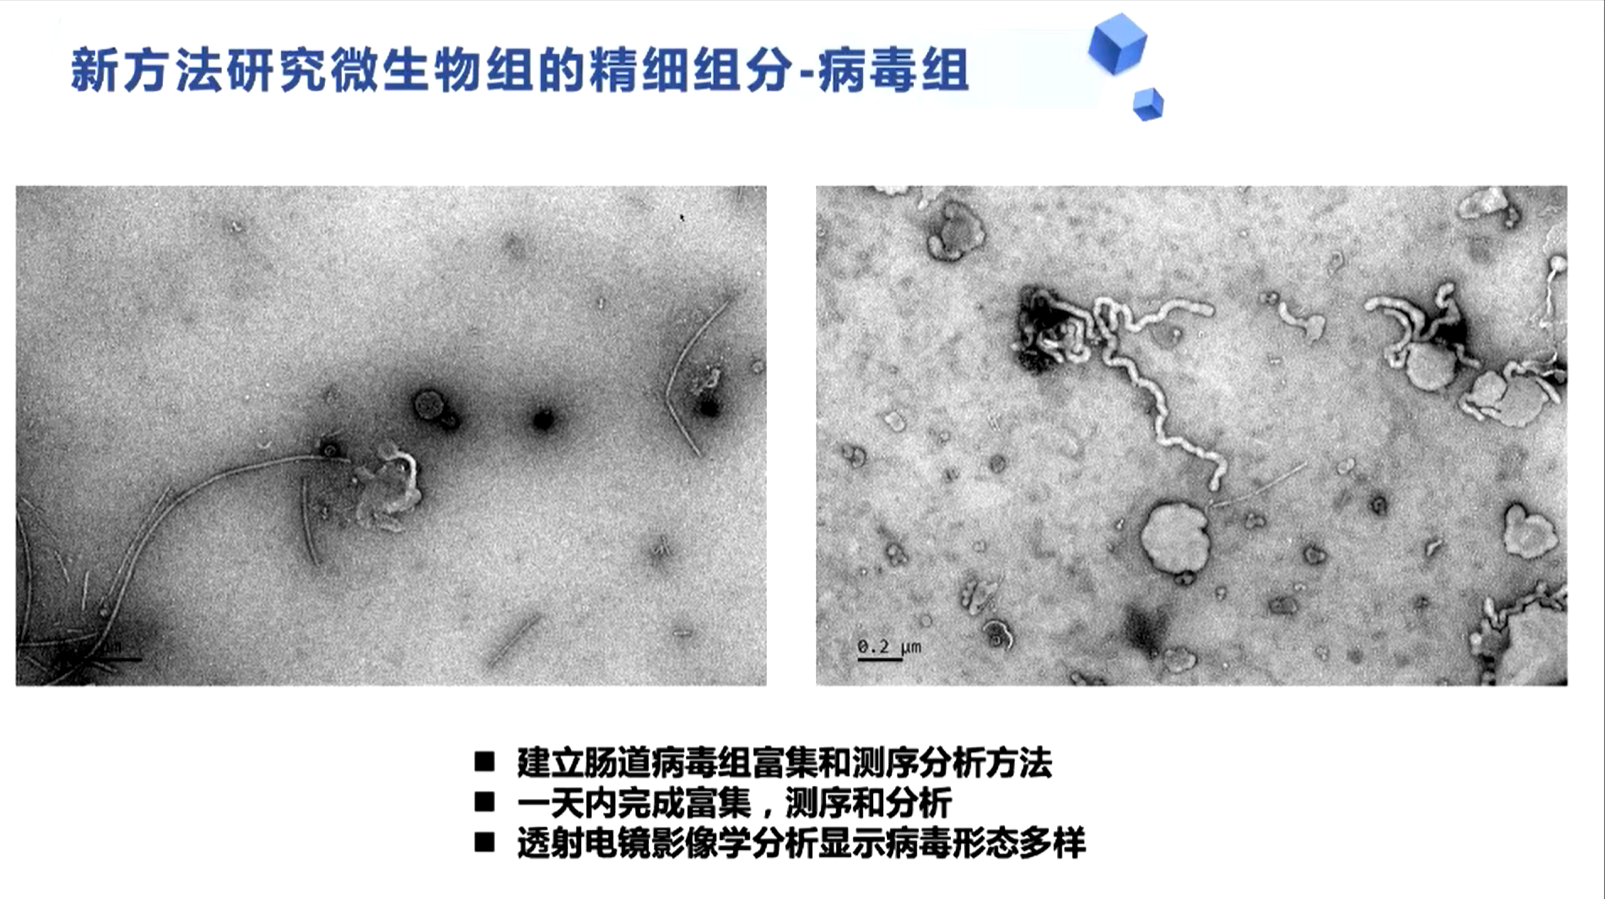 新方法研究微生物组的精细组分-病毒组
0.2 μm
■ 建立肠道病毒组富集和测序分析方法
■ 一天内完成富集，测序和分析
■ 透射电镜影像学分析显示病毒形态多样